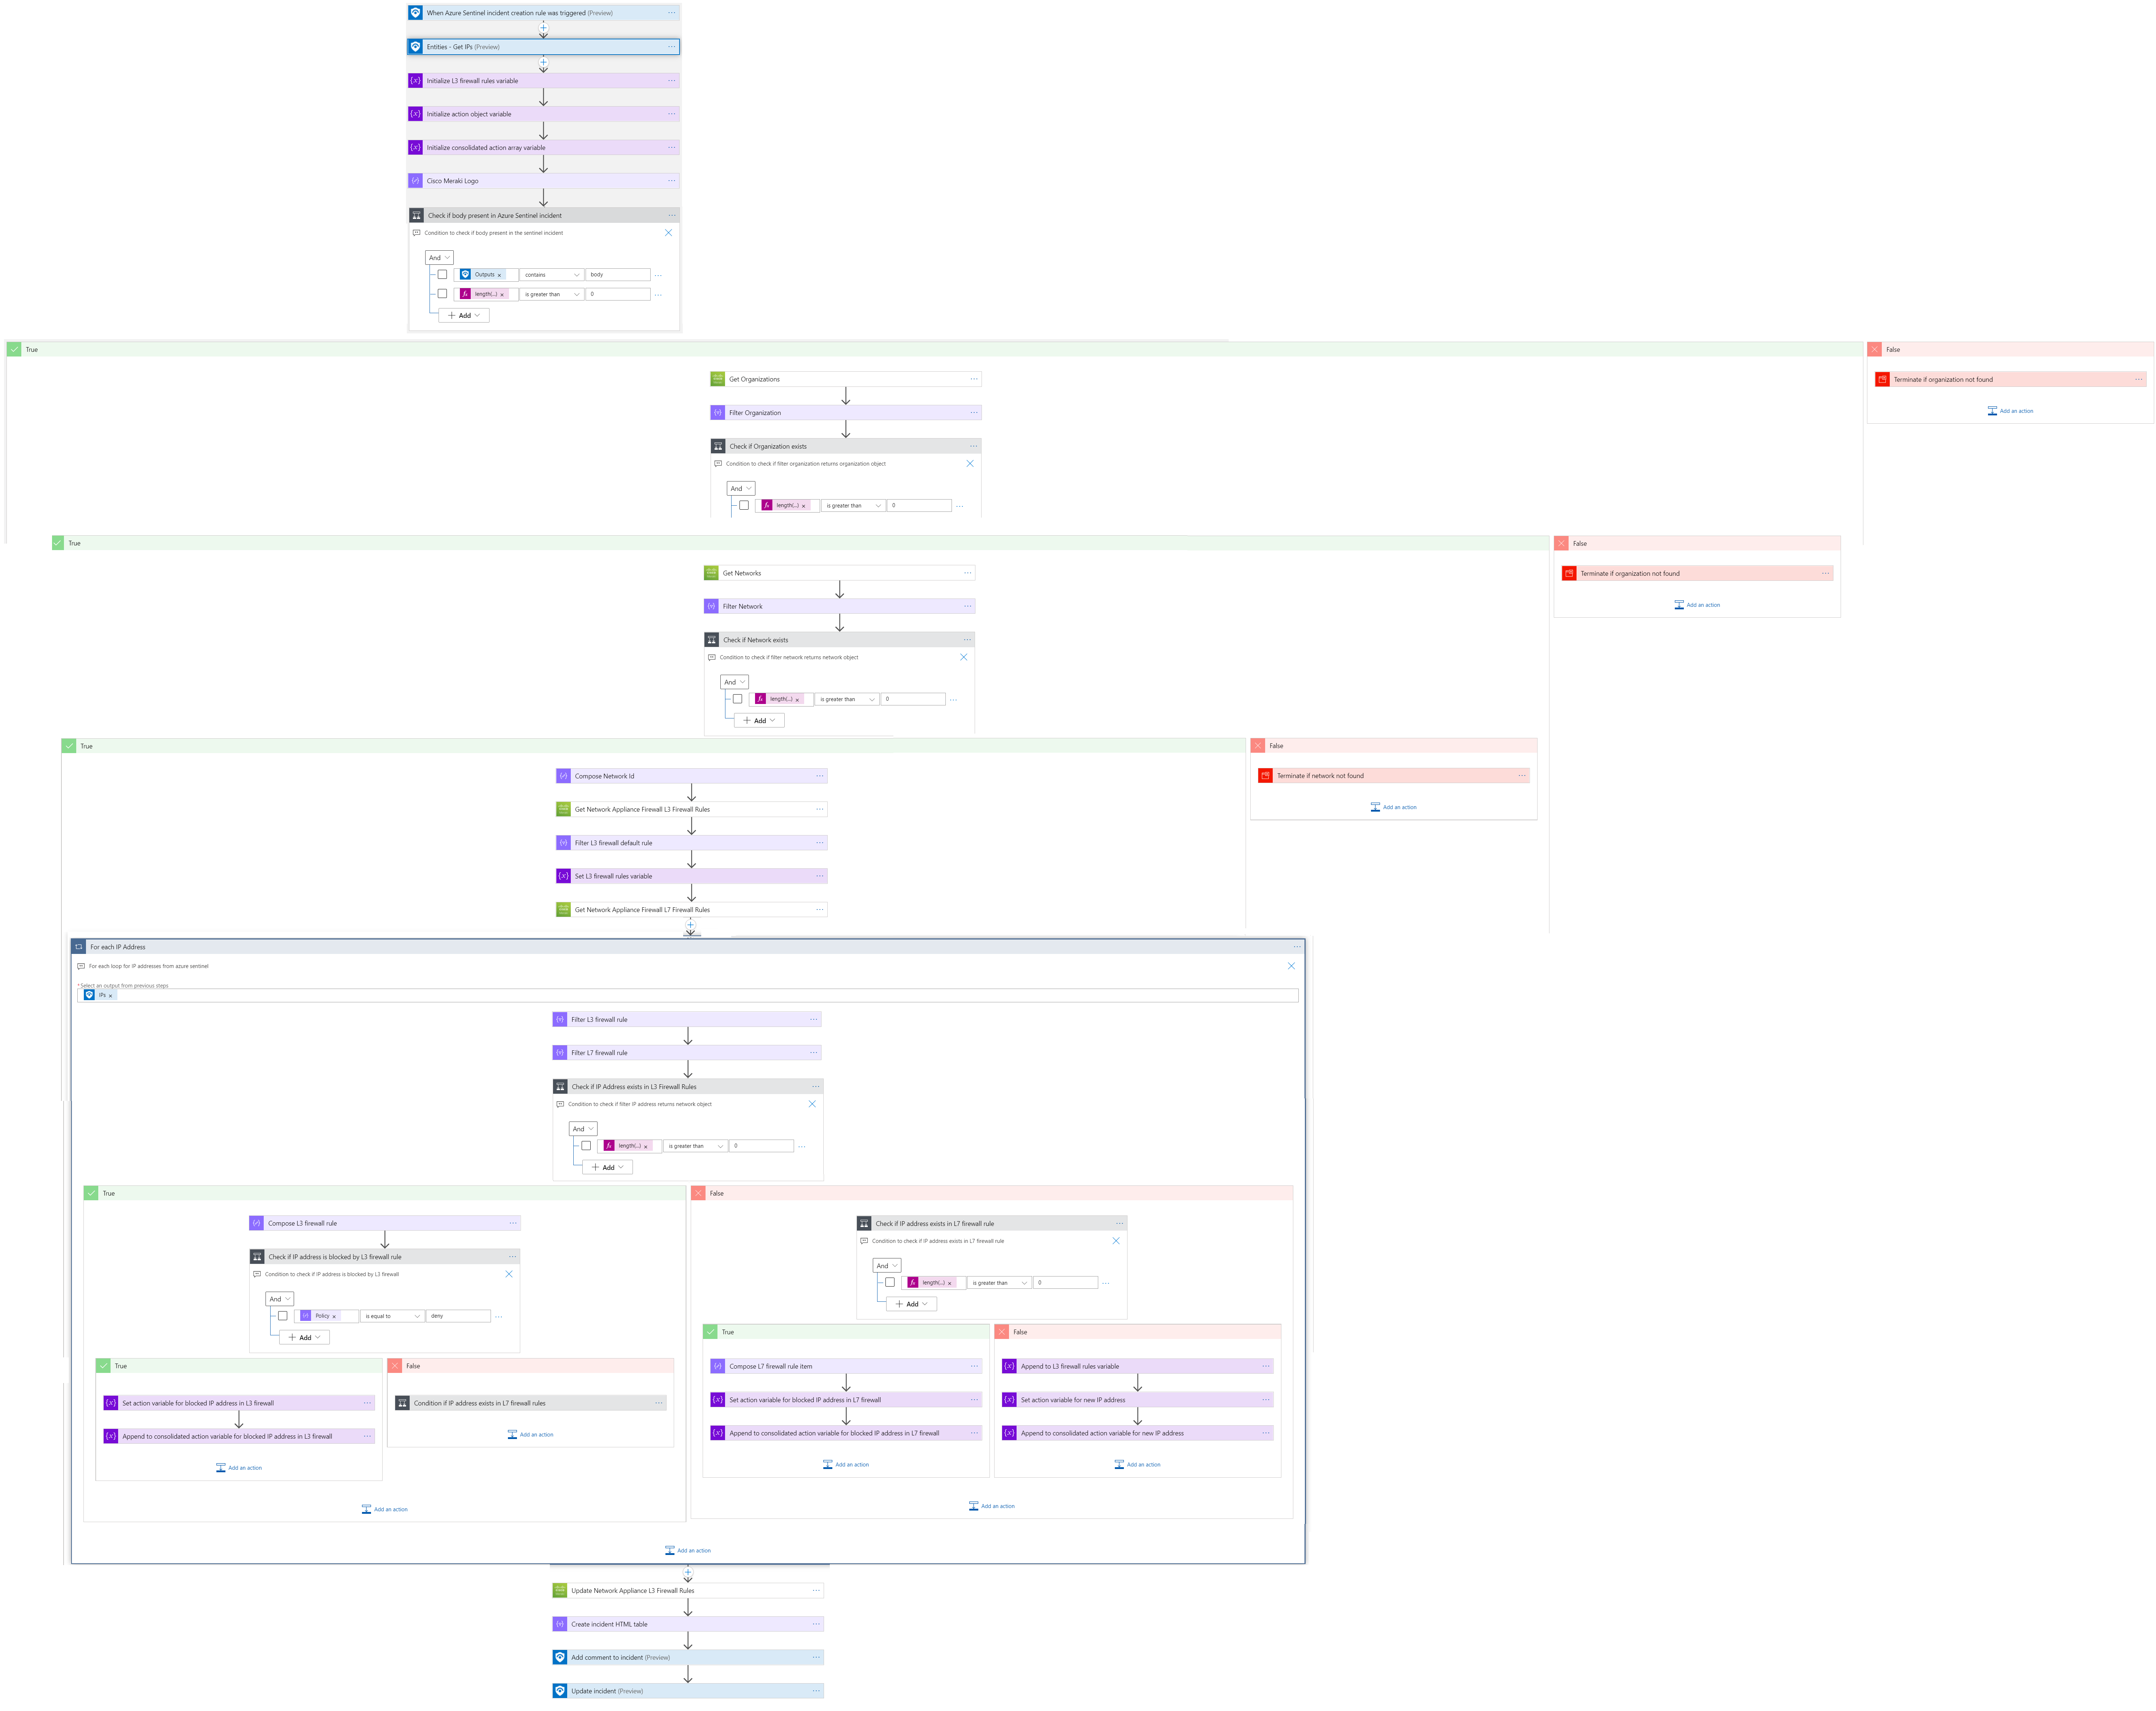 When Azure Sentinel incident creation rule was triggered (Preview)
Entities - Get IPs (Preview)
Initialize L3 firewall rules variable
Initialize action object variable
Initialize consolidated action array variable
Cisco Meraki Logo
Check if body present in Azure Sentinel incident
Condition to check if body present in the sentinel incident
And
Outputs × contains body
length(...) × is greater than 0
Add
True
False
Get Organizations
Terminate if organization not found
Filter Organization
Add an action
Check if Organization exists
Condition to check if filter organization returns organization object
And
length(...) × is greater than 0
True
False
Get Networks
Terminate if organization not found
Filter Network
Add an action
Check if Network exists
Condition to check if filter network returns network object
And
length(...) × is greater than 0
Add
True
False
Compose Network Id
Terminate if network not found
Get Network Appliance Firewall L3 Firewall Rules
Add an action
Filter L3 firewall default rule
Set L3 firewall rules variable
Get Network Appliance Firewall L7 Firewall Rules
For each IP Address
For each loop for IP addresses from azure sentinel
* Select an output from previous steps
IPs ×
Filter L3 firewall rule
Filter L7 firewall rule
Check if IP Address exists in L3 Firewall Rules
Condition to check if filter IP address returns network object
And
length(...) × is greater than 0
Add
True
False
Compose L3 firewall rule
Check if IP address is blocked by L3 firewall rule
Condition to check if IP address is blocked by L3 firewall
And
Policy × is equal to deny
Add
True
False
Set action variable for blocked IP address in L3 firewall
Append to consolidated action variable for blocked IP address in L3 firewall
Add an action
Condition if IP address exists in L7 firewall rules
Add an action
Add an action
Check if IP address exists in L7 firewall rule
Condition to check if IP address exists in L7 firewall rule
And
length(...) × is greater than 0
Add
True
False
Compose L7 firewall rule item
Set action variable for blocked IP address in L7 firewall
Append to consolidated action variable for blocked IP address in L7 firewall
Add an action
Append to L3 firewall rules variable
Set action variable for new IP address
Append to consolidated action variable for new IP address
Add an action
Add an action
Add an action
Update Network Appliance L3 Firewall Rules
Create incident HTML table
Add comment to incident (Preview)
Update incident (Preview)